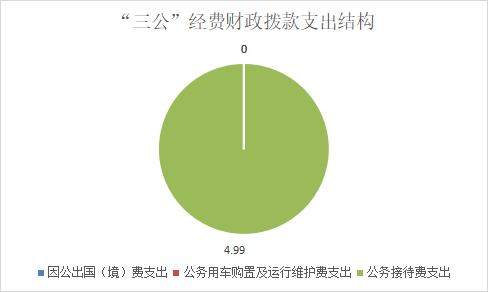 “三公”经费财政拨款支出结构
0
4.99
因公出国（境）费支出 公务用车购置及运行维护费支出 公务接待费支出